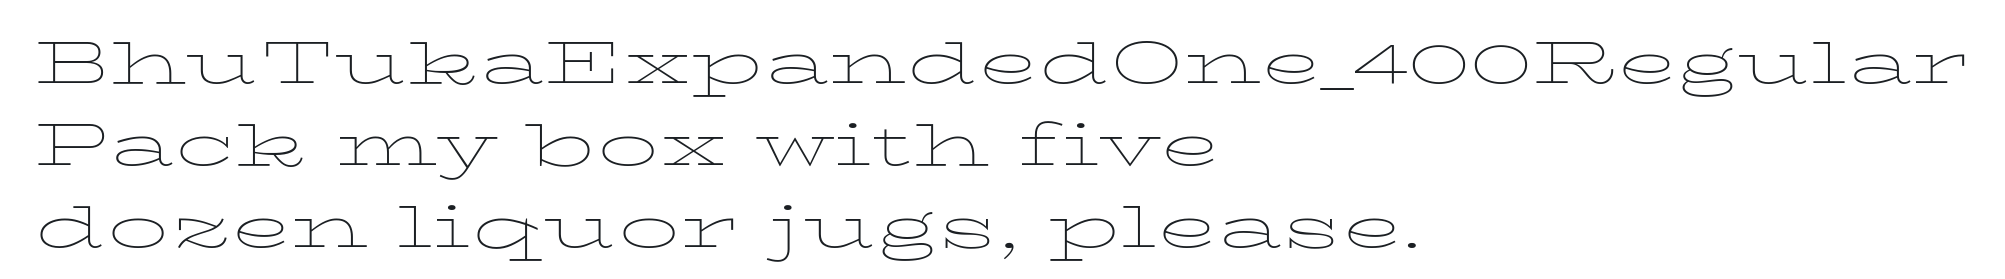 BhuTukaExpandedOne_400Regular
Pack my box with five
dozen liquor jugs, please.